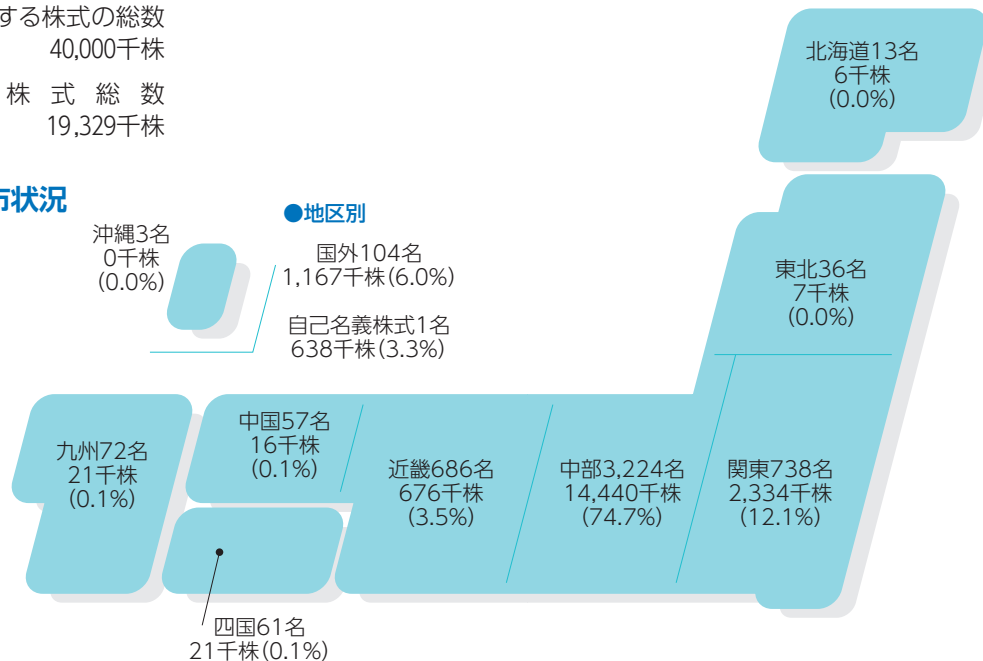 する株式の総数
40,000千株
株式総数
19,329千株
布状況
●地区別
沖縄3名
0千株
(0.0%)
国外104名
1,167千株(6.0%)
自己名義株式1名
638千株(3.3%)
北海道13名
6千株
(0.0%)
東北36名
7千株
(0.0%)
関東738名
2,334千株
(12.1%)
中部3,224名
14,440千株
(74.7%)
近畿686名
676千株
(3.5%)
中国57名
16千株
(0.1%)
四国61名
21千株(0.1%)
九州72名
21千株
(0.1%)